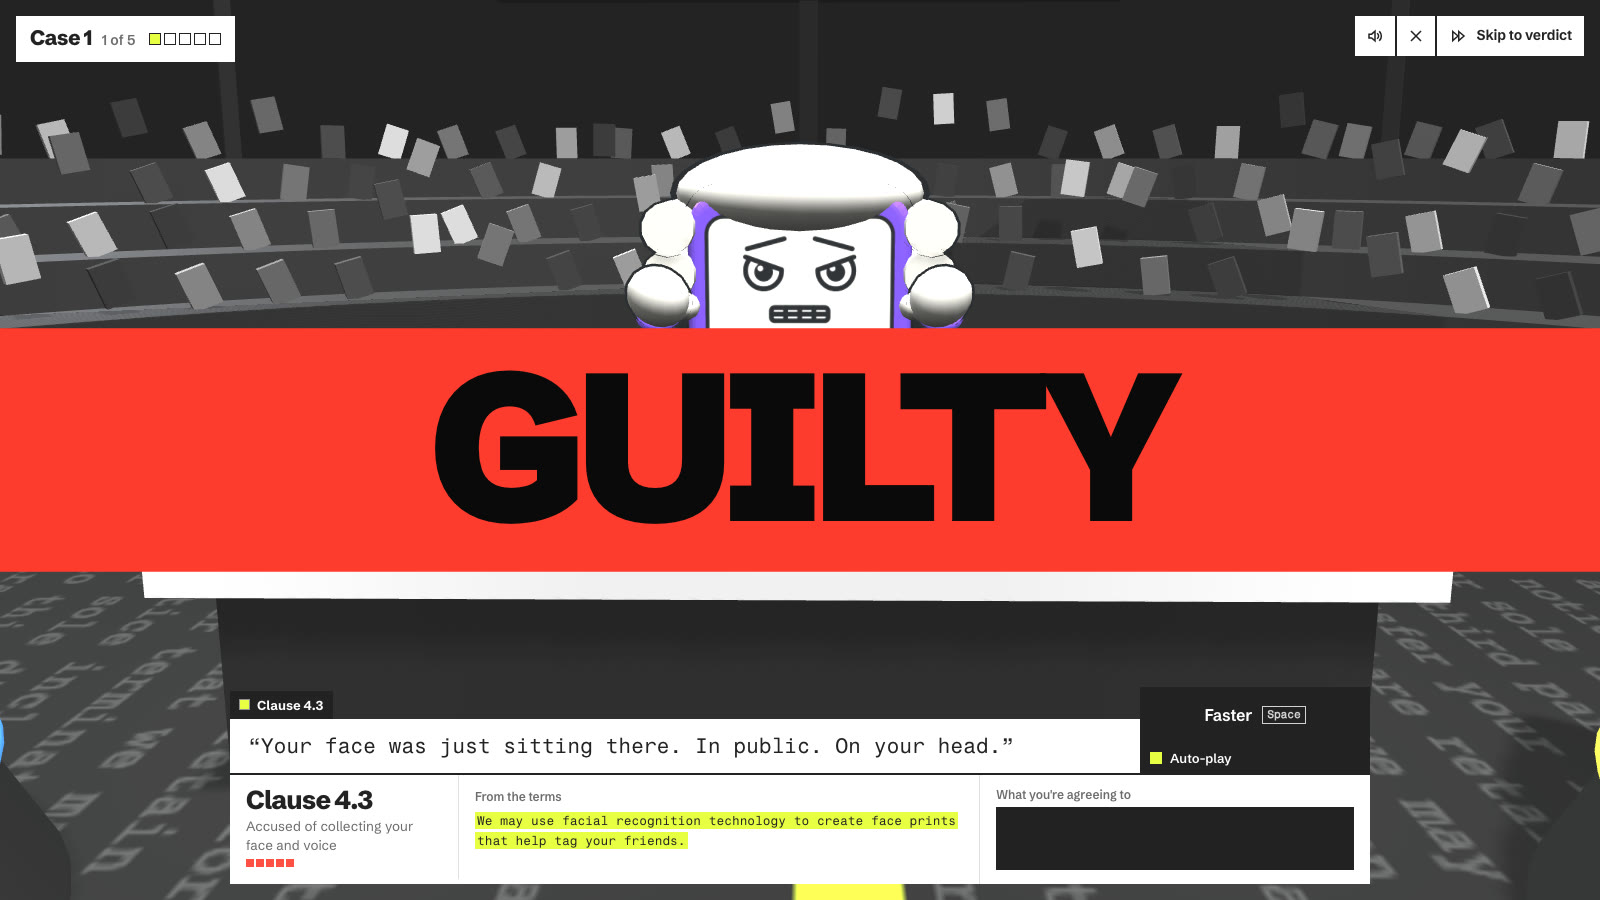 Case 1 1 of 5
Skip to verdict
GUILTY
Clause 4.3
“Your face was just sitting there. In public. On your head.”
Faster Space
Auto-play
Clause 4.3
Accused of collecting your
face and voice
From the terms
We may use facial recognition technology to create face prints
that help tag your friends.
What you're agreeing to
sole
third
may